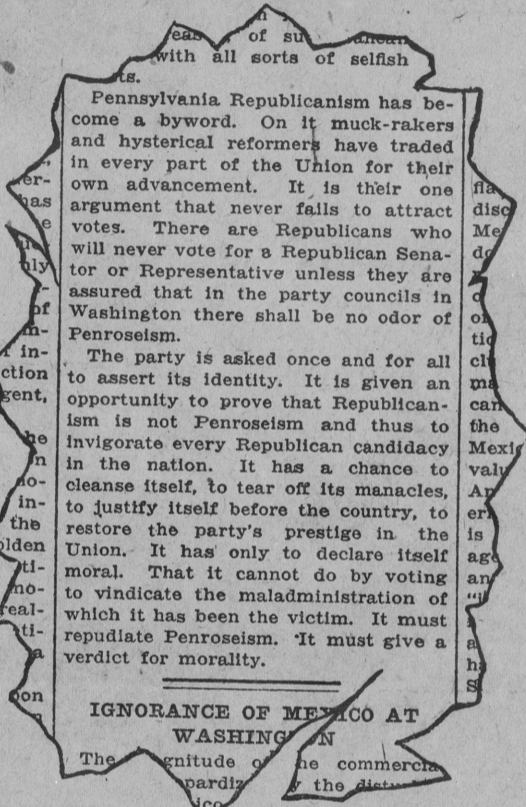 of
with all sorts of selfish
Pennsylvania Republicanism has be-
come a byword. On it muck-rakers
and hysterical reformers have traded
in every part of the Union for their
own advancement. It is their one
argument that never fails to attract
votes. There are Republicans who
will never vote for a Republican Sena-
tor or Representative unless they are
assured that in the party councils in
Washington there shall be no odor of
Penroseism.
The party is asked once and for all
to assert its identity. It is given an
opportunity to prove that Republican-
ism is not Penroseism and thus to
invigorate every Republican candidacy
in the nation. It has a chance to
cleanse itself, to tear off its manacles,
to justify itself before the country, to
restore the party's prestige in the
Union. It has only to declare itself
moral. That it cannot do by voting
to vindicate the maladministration of
which it has been the victim. It must
repudiate Penroseism. It must give a
verdict for morality.
IGNORANCE OF MEXICO AT
WASHINGTON
The
the